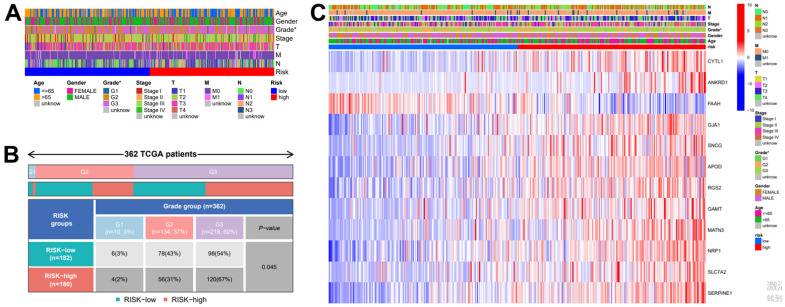 A
Age
Gender
Grade*
Stage
T
M
N
Risk
Age
<=65
>65
unknow
Gender
FEMALE
MALE
Grade*
G1
G2
G3
unknow
Stage
Stage I
Stage II
Stage III
Stage IV
unknow
T
T1
T2
T3
T4
unknow
M
M0
M1
unknow
N
N0
N1
N2
N3
unknow
Risk
low
high
B
362 TCGA patients
G1
G2
G3
RISK groups
Grade group (n=362)
P-value
G1
(n=10, 3%)
G2
(n=134, 37%)
G3
(n=218, 60%)
RISK-low
(n=182)
6(3%)
78(43%)
98(54%)
0.045
RISK-high
(n=180)
4(2%)
56(31%)
120(67%)
RISK-low
RISK-high
C
N
M
T
Stage
Grade*
Gender
Age
risk
CYTL1
ANKRD1
FAAH
GJA1
SNCG
APOD
RGS2
GAMT
MATN3
NRP1
SLC7A2
SERPINE1
10
5
0
-5
-10
N
N0
N1
N2
N3
unknow
M
M0
M1
unknow
T
T1
T2
T3
T4
unknow
Stage
Stage I
Stage II
Stage III
Stage IV
unknow
Grade*
G1
G2
G3
unknow
Gender
FEMALE
MALE
Age
<=65
>65
unknow
risk
low
high